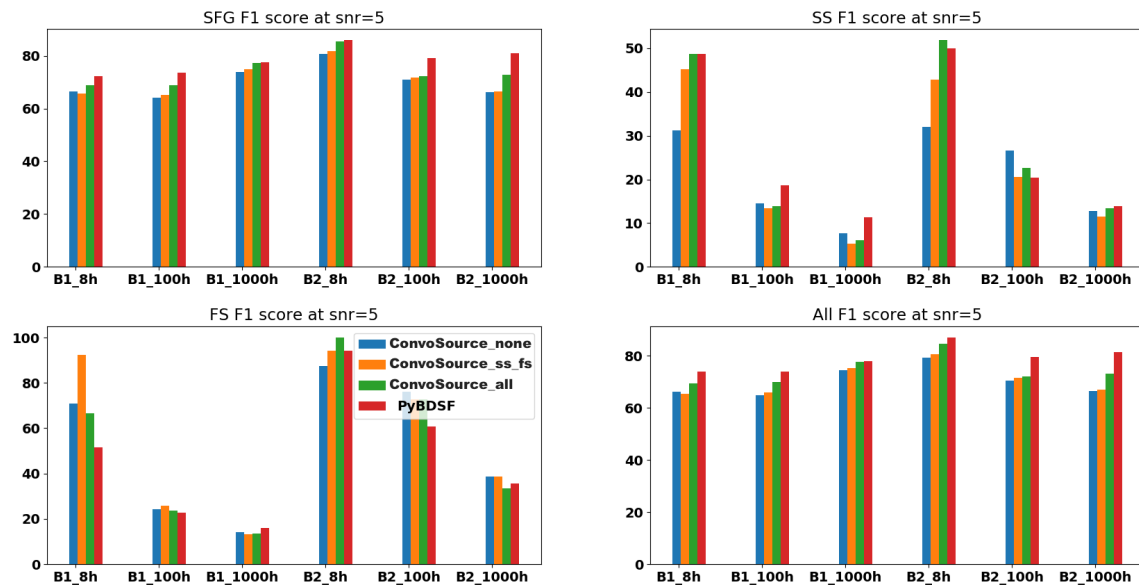 SFG F1 score at snr=5
80
60
40
20
0
B1_8h B1_100h B1_1000h B2_8h B2_100h B2_1000h
SS F1 score at snr=5
50
40
30
20
10
0
B1_8h B1_100h B1_1000h B2_8h B2_100h B2_1000h
FS F1 score at snr=5
100
80
60
40
20
0
ConvoSource_none
ConvoSource_ss_fs
ConvoSource_all
PyBDSF
B1_8h B1_100h B1_1000h B2_8h B2_100h B2_1000h
All F1 score at snr=5
80
60
40
20
0
B1_8h B1_100h B1_1000h B2_8h B2_100h B2_1000h